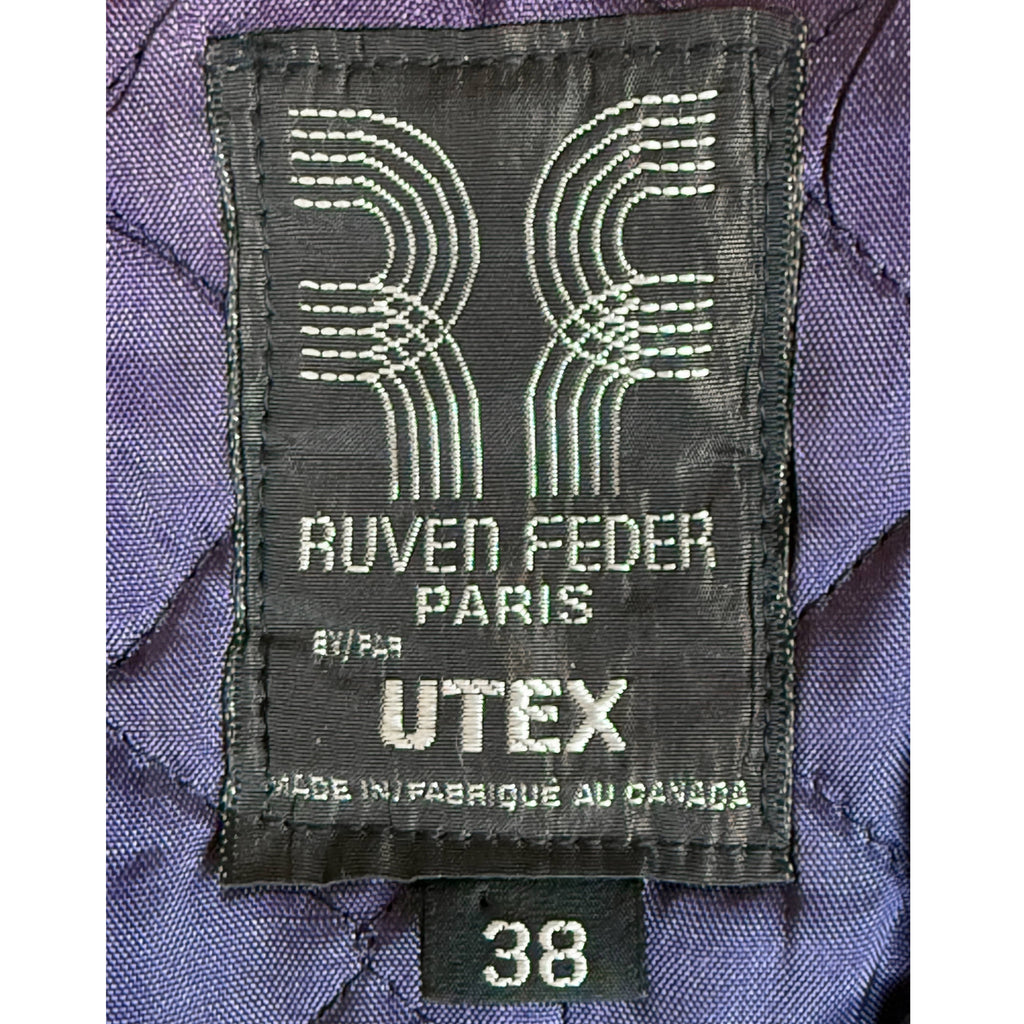 RUVEN FEDER
PARIS
BY/PAR
UTEX
MADE IN/FABRIQUÉ AU CANADA
38